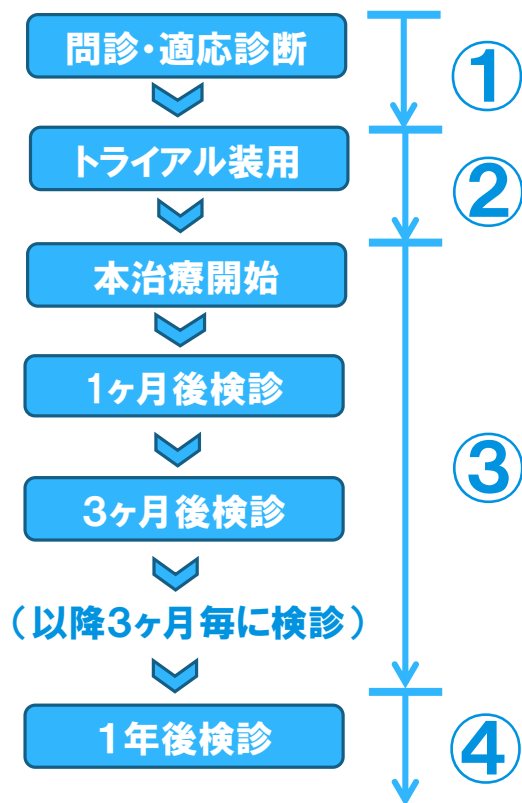 問診・適応診断
①
トライアル装用
②
本治療開始
1ヶ月後検診
③
3ヶ月後検診
（以降3ヶ月毎に検診）
1年後検診
④